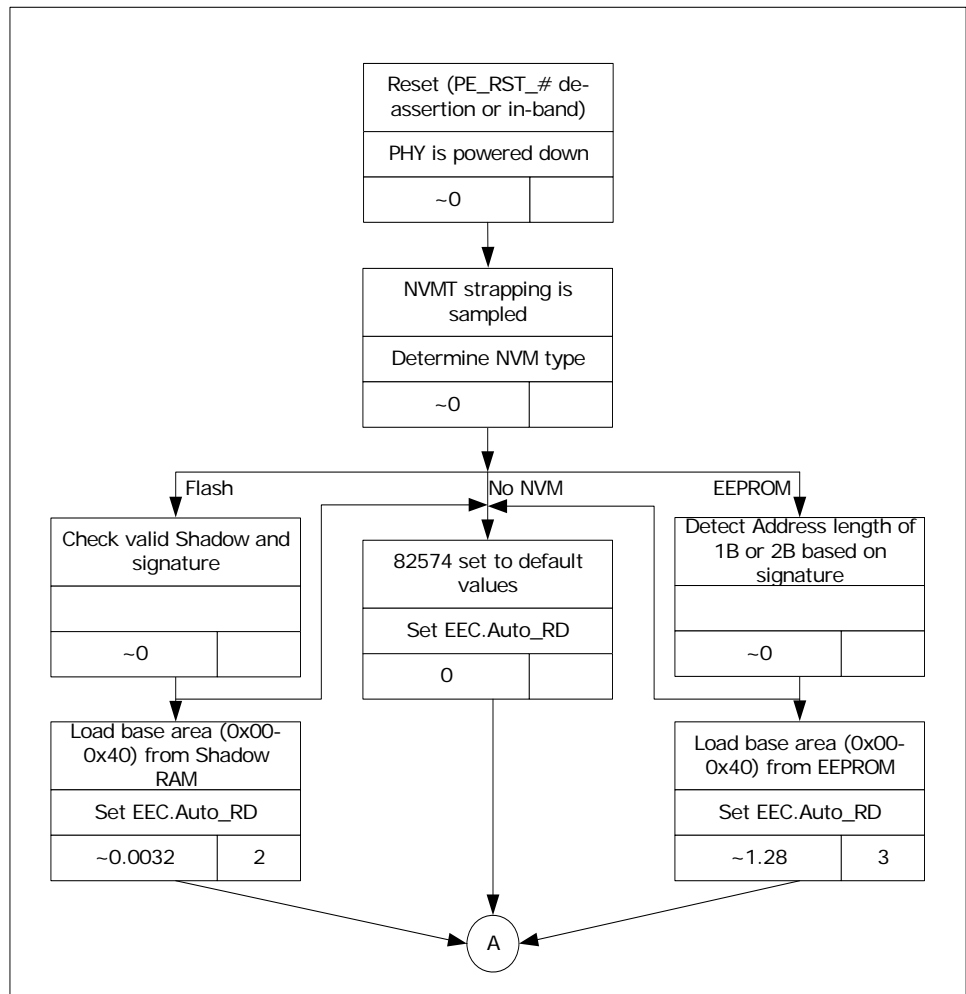 Reset (PE_RST_# de-
assertion or in-band)
PHY is powered down
~0
NVMT strapping is
sampled
Determine NVM type
~0
Flash
No NVM
EEPROM
Check valid Shadow and
signature
~0
82574 set to default
values
Set EEC.Auto_RD
0
Detect Address length of
1B or 2B based on
signature
~0
Load base area (0x00-
0x40) from Shadow
RAM
Set EEC.Auto_RD
~0.0032
2
Load base area (0x00-
0x40) from EEPROM
Set EEC.Auto_RD
~1.28
3
A